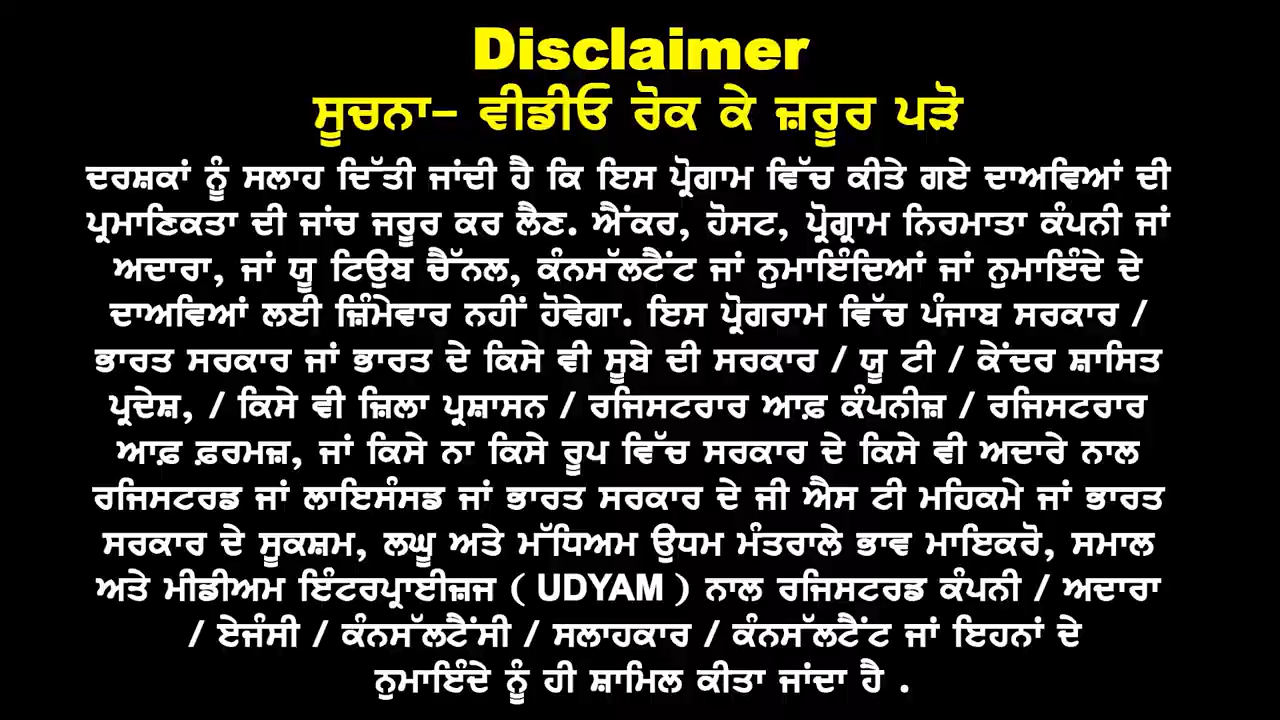 Disclaimer
ਸੂਚਨਾ- ਵੀਡੀਓ ਰੋਕ ਕੇ ਜ਼ਰੂਰ ਪੜੋ
ਦਰਸ਼ਕਾਂ ਨੂੰ ਸਲਾਹ ਦਿੱਤੀ ਜਾਂਦੀ ਹੈ ਕਿ ਇਸ ਪ੍ਰੋਗਾਮ ਵਿੱਚ ਕੀਤੇ ਗਏ ਦਾਅਵਿਆਂ ਦੀ
ਪ੍ਰਮਾਣਿਕਤਾ ਦੀ ਜਾਂਚ ਜਰੂਰ ਕਰ ਲੈਣ. ਐਂਕਰ, ਹੋਸਟ, ਪ੍ਰੋਗ੍ਰਾਮ ਨਿਰਮਾਤਾ ਕੰਪਨੀ ਜਾਂ
ਅਦਾਰਾ, ਜਾਂ ਯੂ ਟਿਊਬ ਚੈੱਨਲ, ਕੰਨਸੱਲਟੈਂਟ ਜਾਂ ਨੁਮਾਇੰਦਿਆਂ ਜਾਂ ਨੁਮਾਇੰਦੇ ਦੇ
ਦਾਅਵਿਆਂ ਲਈ ਜ਼ਿੰਮੇਵਾਰ ਨਹੀਂ ਹੋਵੇਗਾ. ਇਸ ਪ੍ਰੋਗਰਾਮ ਵਿੱਚ ਪੰਜਾਬ ਸਰਕਾਰ /
ਭਾਰਤ ਸਰਕਾਰ ਜਾਂ ਭਾਰਤ ਦੇ ਕਿਸੇ ਵੀ ਸੂਬੇ ਦੀ ਸਰਕਾਰ / ਯੂ ਟੀ / ਕੇਂਦਰ ਸ਼ਾਸਿਤ
ਪ੍ਰਦੇਸ਼, / ਕਿਸੇ ਵੀ ਜ਼ਿਲਾ ਪ੍ਰਸ਼ਾਸਨ / ਰਜਿਸਟਰਾਰ ਆਫ਼ ਕੰਪਨੀਜ਼ / ਰਜਿਸਟਰਾਰ
ਆਫ਼ ਫ਼ਰਮਜ਼, ਜਾਂ ਕਿਸੇ ਨਾ ਕਿਸੇ ਰੂਪ ਵਿੱਚ ਸਰਕਾਰ ਦੇ ਕਿਸੇ ਵੀ ਅਦਾਰੇ ਨਾਲ
ਰਜਿਸਟਰਡ ਜਾਂ ਲਾਇਸੰਸਡ ਜਾਂ ਭਾਰਤ ਸਰਕਾਰ ਦੇ ਜੀ ਐਸ ਟੀ ਮਹਿਕਮੇ ਜਾਂ ਭਾਰਤ
ਸਰਕਾਰ ਦੇ ਸੂਕਸ਼ਮ, ਲਘੂ ਅਤੇ ਮੱਧਿਅਮ ਉਧਮ ਮੰਤਰਾਲੇ ਭਾਵ ਮਾਇਕਰੋ, ਸਮਾਲ
ਅਤੇ ਮੀਡੀਅਮ ਇੰਟਰਪ੍ਰਾਈਜ਼ਜ ( UDYAM ) ਨਾਲ ਰਜਿਸਟਰਡ ਕੰਪਨੀ / ਅਦਾਰਾ
/ ਏਜੰਸੀ / ਕੰਨਸੱਲਟੈਂਸੀ / ਸਲਾਹਕਾਰ / ਕੰਨਸੱਲਟੈਂਟ ਜਾਂ ਇਹਨਾਂ ਦੇ
ਨੁਮਾਇੰਦੇ ਨੂੰ ਹੀ ਸ਼ਾਮਿਲ ਕੀਤਾ ਜਾਂਦਾ ਹੈ .